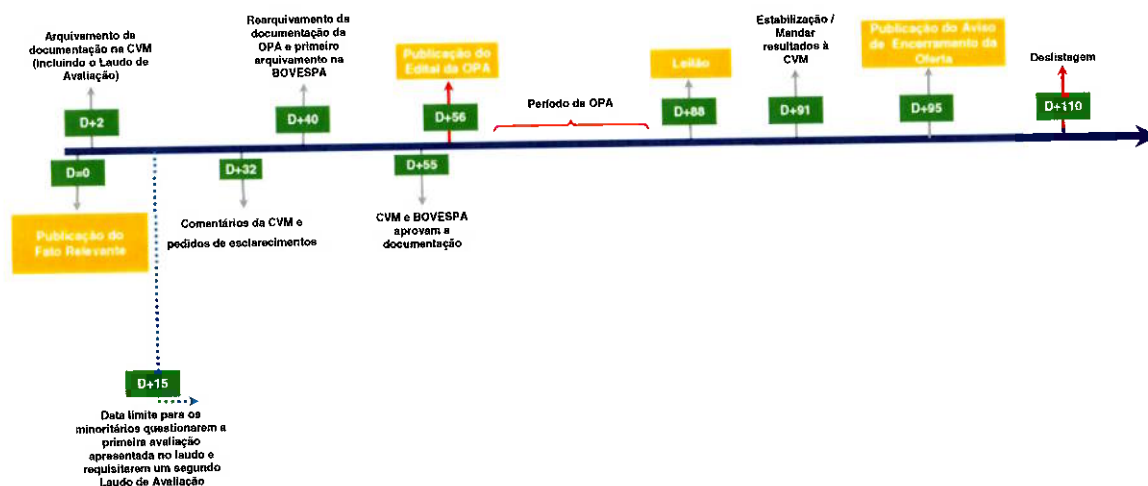 Arquivamento da
documentação na CVM
(incluindo o Laudo de
Avaliação)
D+2
D=0
Publicação do
Fato Relevante
D+15
Data limite para os
minoritários questionarem a
primeira avaliação
apresentada no laudo e
requisitarem um segundo
Laudo de Avaliação
D+32
Comentários da CVM e
pedidos de esclarecimentos
Rearquivamento da
documentação da
OPA e primeiro
arquivamento na
BOVESPA
D+40
D+55
CVM e BOVESPA
aprovam a
documentação
Publicação do
Edital da OPA
D+56
Período da OPA
Leilão
D+88
Estabilização /
Mandar
resultados à
CVM
D+91
Publicação do Aviso
de Encerramento da
Oferta
D+95
Deslistagem
D+110